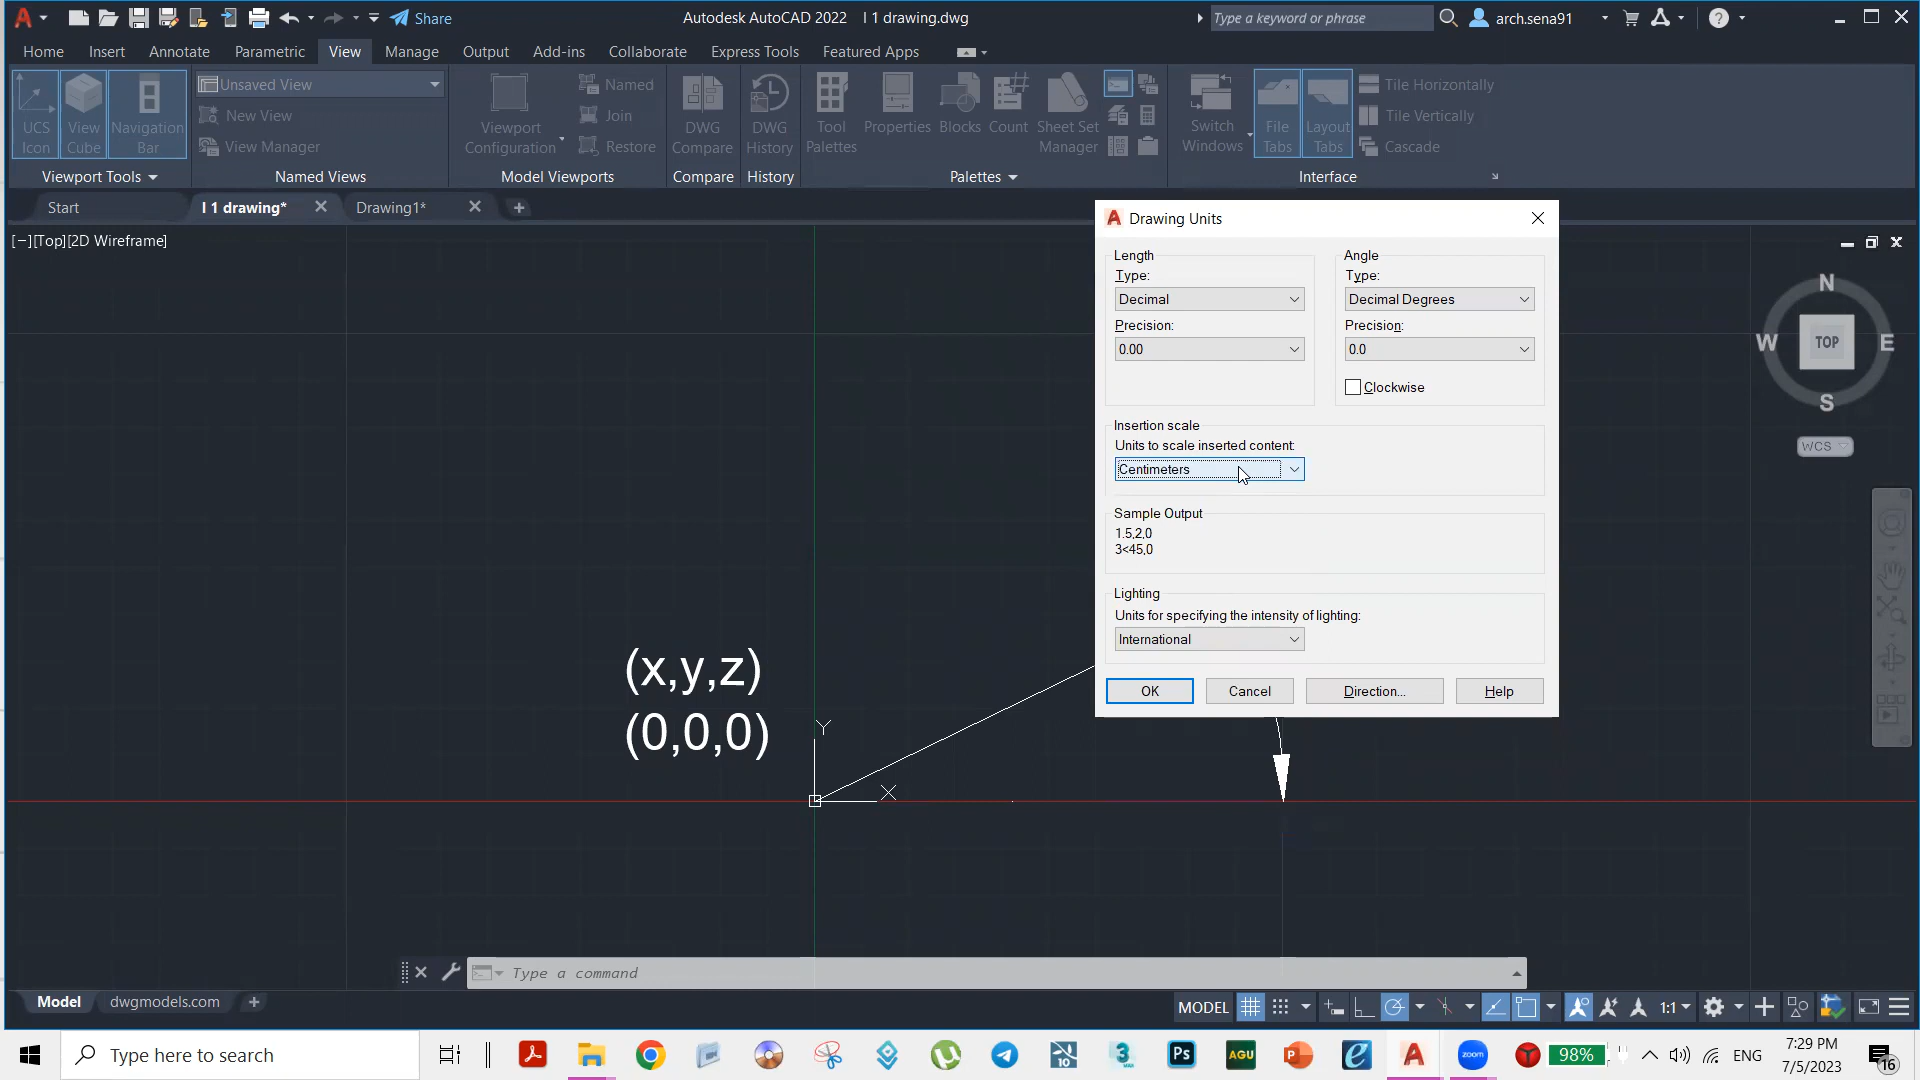 Share
Autodesk AutoCAD 2022 I 1 drawing.dwg
Type a keyword or phrase
arch.sena91
Home Insert Annotate Parametric View Manage Output Add-ins Collaborate Express Tools Featured Apps
UCS Icon
View Cube
Navigation Bar
Unsaved View
New View
View Manager
Viewport Configuration
Named
Join
Restore
DWG Compare
DWG History
Tool Palettes
Properties
Blocks
Count
Sheet Set Manager
Switch Windows
File Tabs
Layout Tabs
Tile Horizontally
Tile Vertically
Cascade
Viewport Tools Named Views Model Viewports Compare History Palettes Interface
Start I 1 drawing* Drawing1*
[−][Top][2D Wireframe]
Drawing Units
Length
Type:
Decimal
Precision:
0.00
Angle
Type:
Decimal Degrees
Precision:
0.0
Clockwise
Insertion scale
Units to scale inserted content:
Centimeters
Sample Output
1.5,2,0
3<45,0
Lighting
Units for specifying the intensity of lighting:
International
OK Cancel Direction... Help
N
W TOP E
S
WCS
(x,y,z)
(0,0,0)
Y
X
Type a command
Model dwgmodels.com
MODEL 1:1
Type here to search
10
3
MAX
Ps
AGU
P
zoom
98%
ENG
7:29 PM
7/5/2023
16